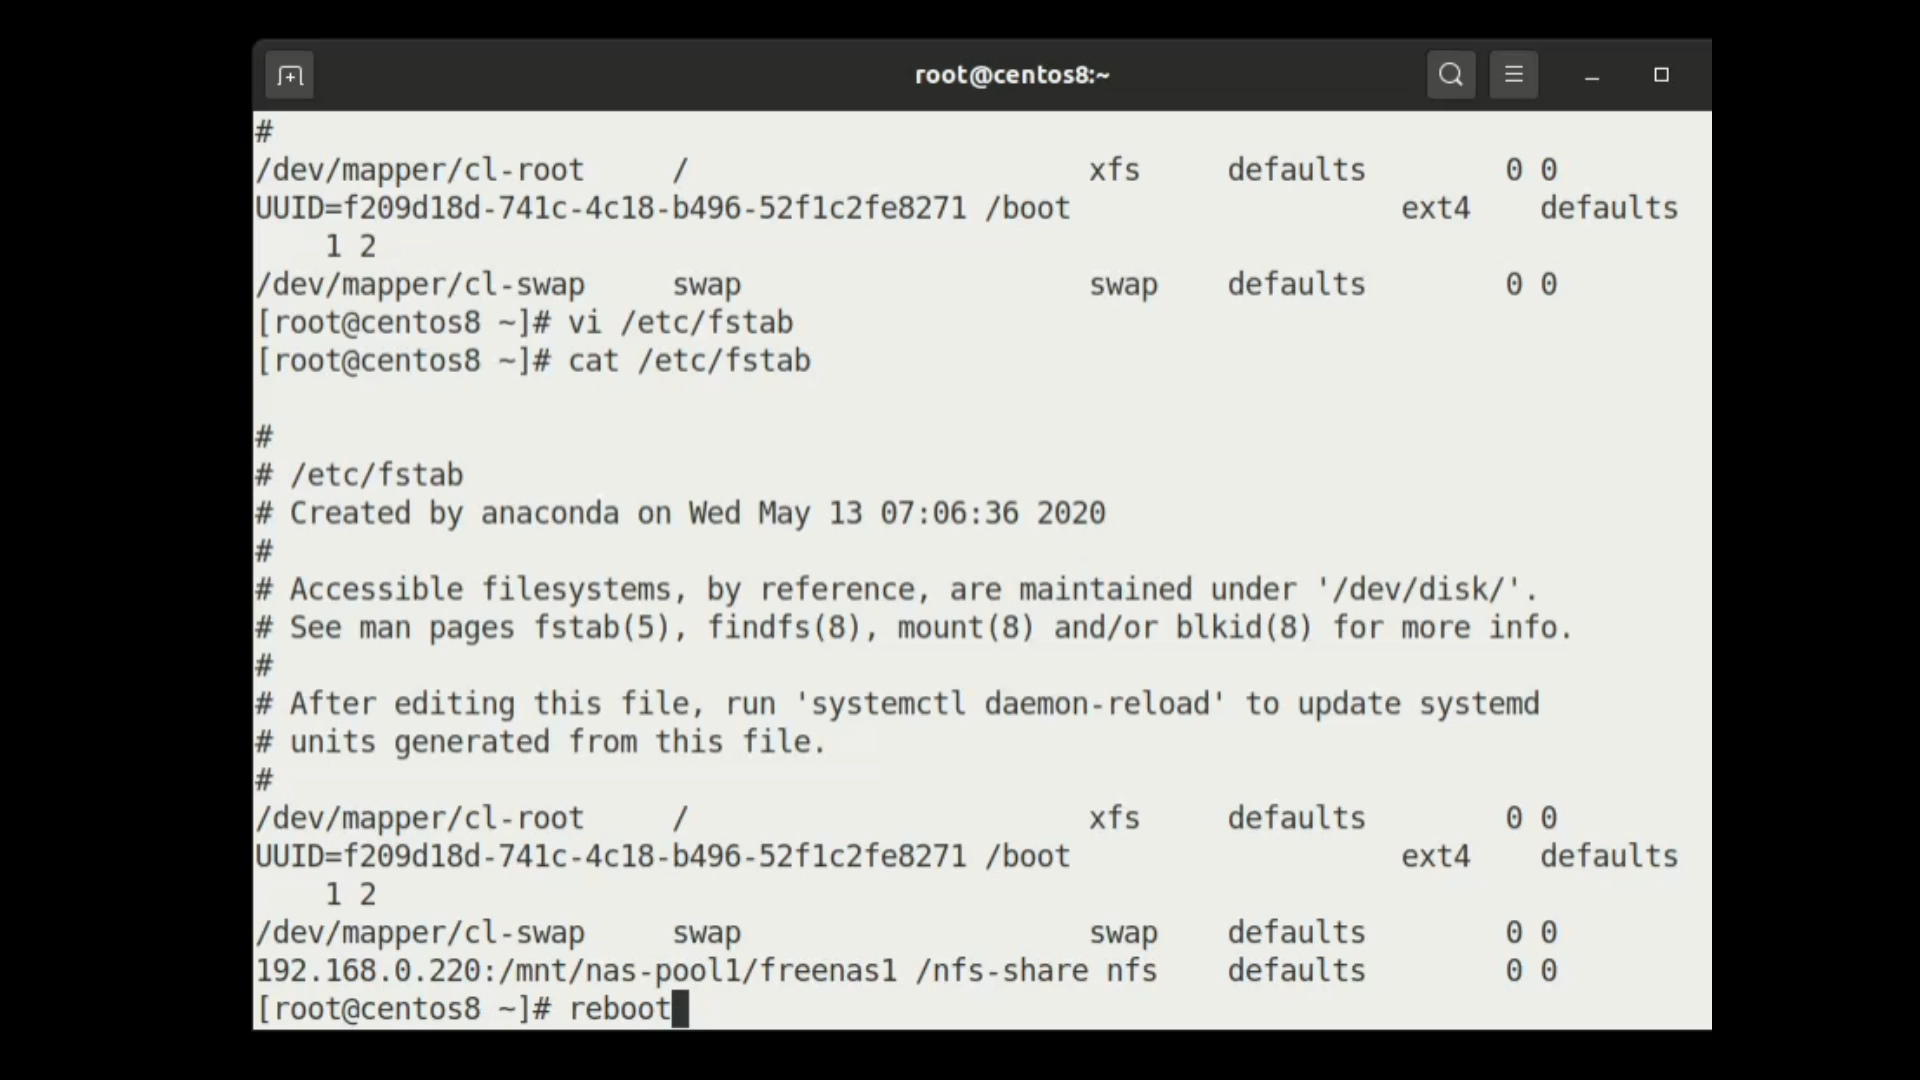 root@centos8:~
#
/dev/mapper/cl-root / xfs defaults 0 0
UUID=f209d18d-741c-4c18-b496-52f1c2fe8271 /boot ext4 defaults
1 2
/dev/mapper/cl-swap swap swap defaults 0 0
[root@centos8 ~]# vi /etc/fstab
[root@centos8 ~]# cat /etc/fstab
#
# /etc/fstab
# Created by anaconda on Wed May 13 07:06:36 2020
#
# Accessible filesystems, by reference, are maintained under '/dev/disk/'.
# See man pages fstab(5), findfs(8), mount(8) and/or blkid(8) for more info.
#
# After editing this file, run 'systemctl daemon-reload' to update systemd
# units generated from this file.
#
/dev/mapper/cl-root / xfs defaults 0 0
UUID=f209d18d-741c-4c18-b496-52f1c2fe8271 /boot ext4 defaults
1 2
/dev/mapper/cl-swap swap swap defaults 0 0
192.168.0.220:/mnt/nas-pool1/freenas1 /nfs-share nfs defaults 0 0
[root@centos8 ~]# reboot